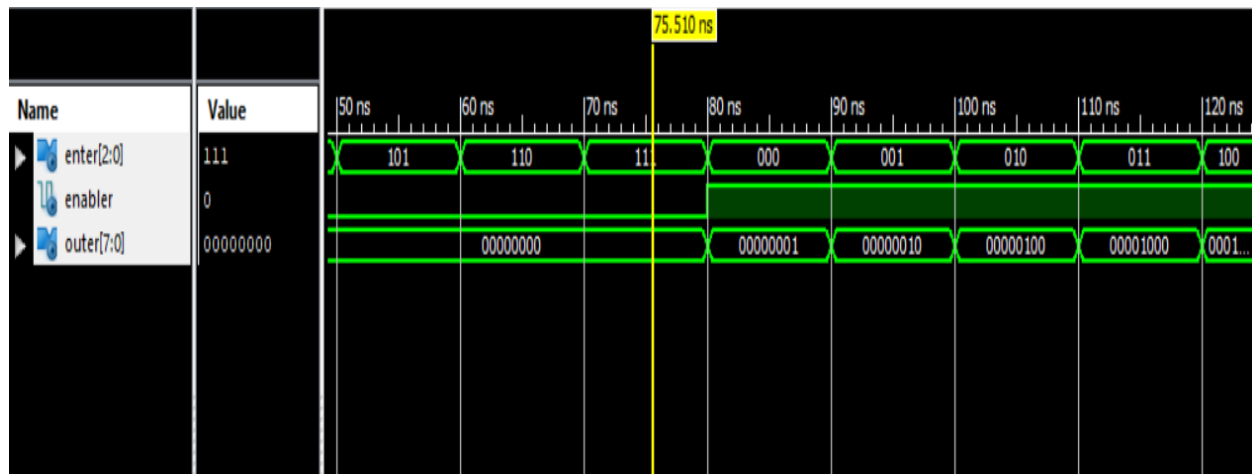 75.510 ns
Name Value 50 ns 60 ns 70 ns 80 ns 90 ns 100 ns 110 ns 120 ns
enter[2:0] 111 101 110 111 000 001 010 011 100
enabler 0
outer[7:0] 00000000 00000000 00000001 00000010 00000100 00001000 0001...